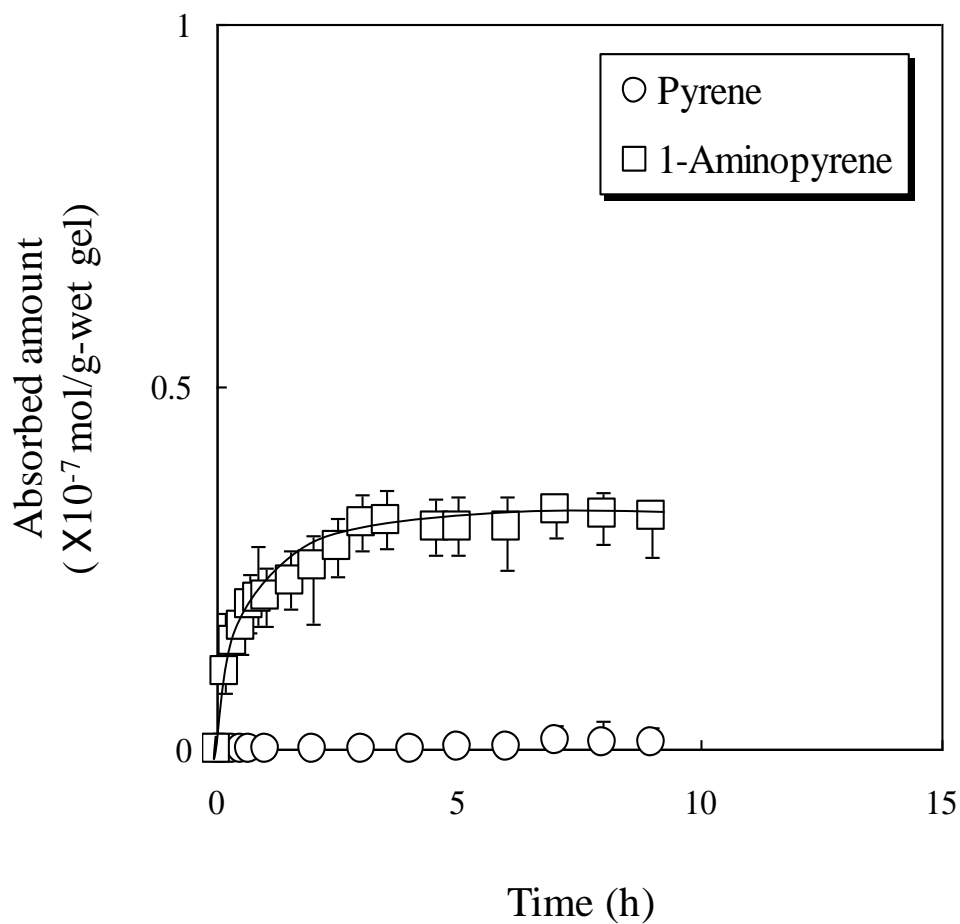 1
Pyrene
1-Aminopyrene
Absorbed amount
( X10⁻⁷ mol/g-wet gel)
0.5
0
0
5
10
15
Time (h)